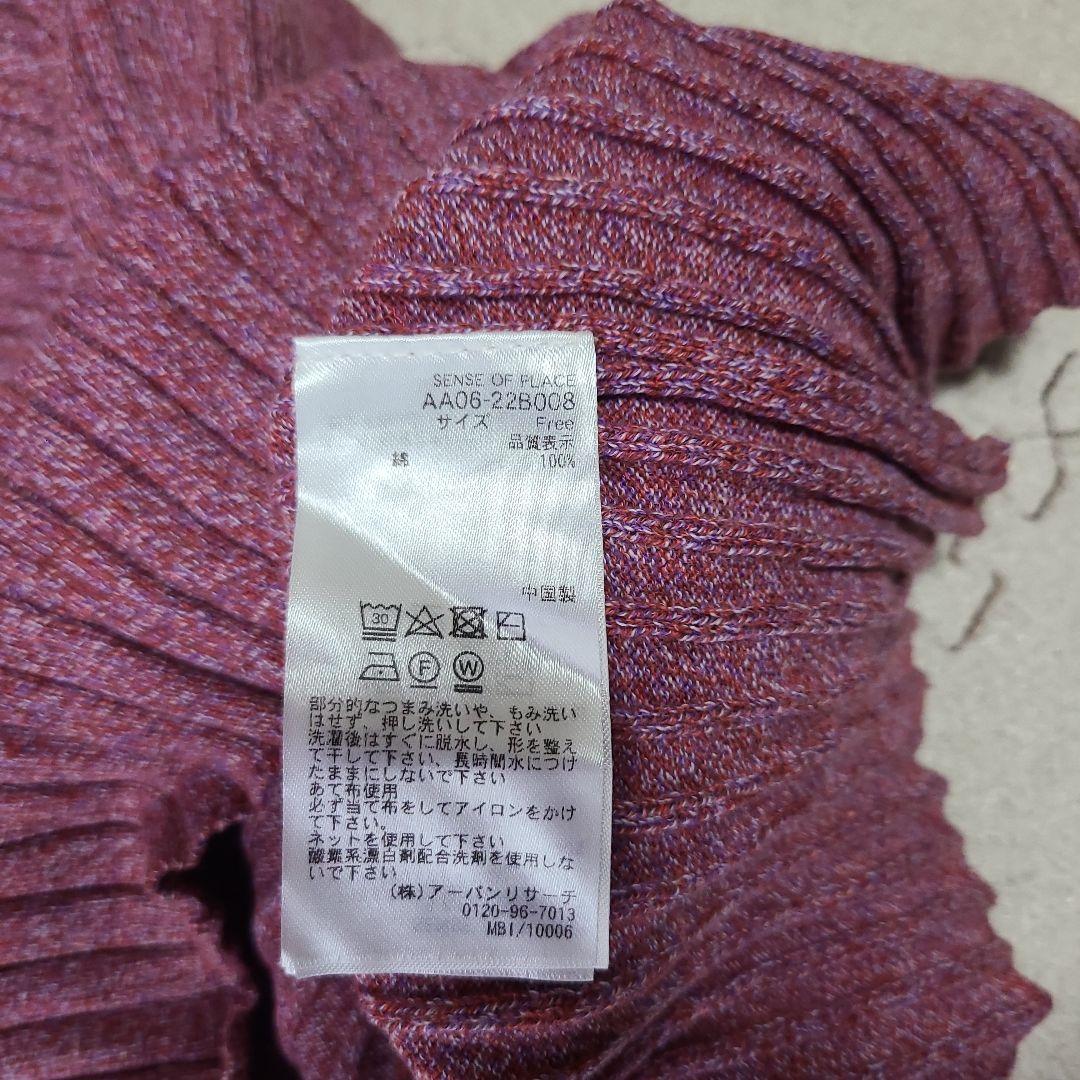 SENSE OF PLACE
AA06-22B008
サイズ Free
品質表示
綿 100%
中国製
30
F W
部分的なつまみ洗いや、もみ洗い
はせず、押し洗いして下さい
洗濯後はすぐに脱水し、形を整え
て干して下さい、長時間水につけ
たままにしないで下さい
あて布使用
必ず当て布をしてアイロンをかけ
て下さい。
ネットを使用して下さい
酸素系漂白剤配合洗剤を使用しな
いで下さい
(株)アーバンリサーチ
0120-96-7013
MBI/10006